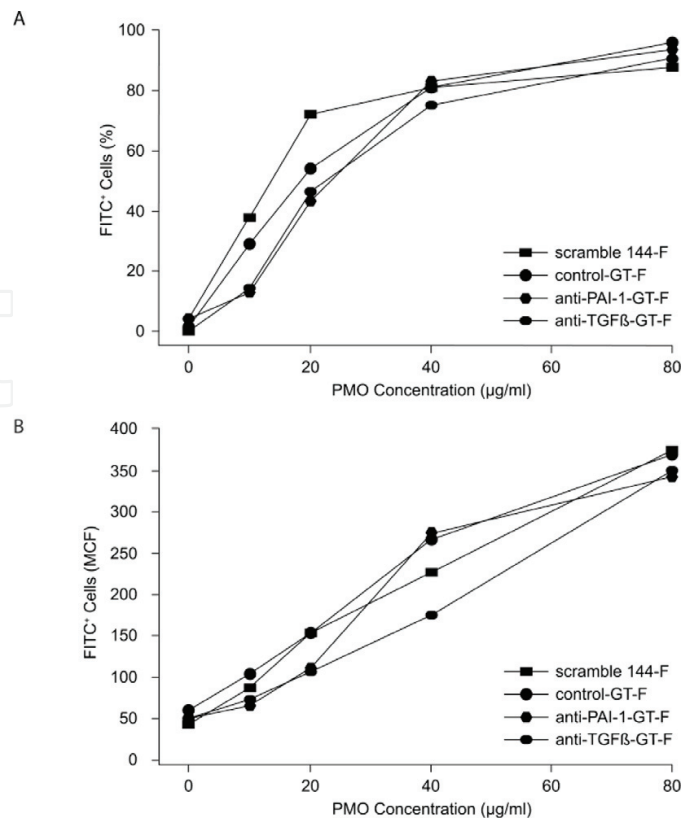 A
100
80
60
40
20
0
FITC⁺ Cells (%)
scramble 144-F
control-GT-F
anti-PAI-1-GT-F
anti-TGFß-GT-F
0 20 40 60 80
PMO Concentration (µg/ml)
B
400
350
300
250
200
150
100
50
0
FITC⁺ Cells (MCF)
scramble 144-F
control-GT-F
anti-PAI-1-GT-F
anti-TGFß-GT-F
0 20 40 60 80
PMO Concentration (µg/ml)